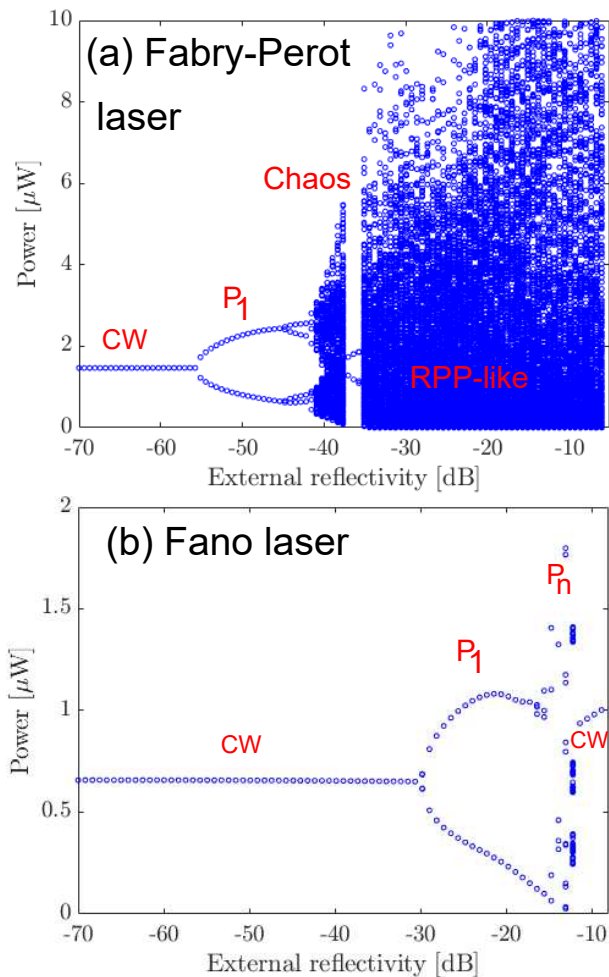 (a) Fabry-Perot
laser
10
8
6
4
2
0
Power [μW]
Chaos
P1
CW
RPP-like
-70 -60 -50 -40 -30 -20 -10
External reflectivity [dB]
(b) Fano laser
2
1.5
1
0.5
0
Power [μW]
Pn
P1
CW
CW
-70 -60 -50 -40 -30 -20 -10
External reflectivity [dB]